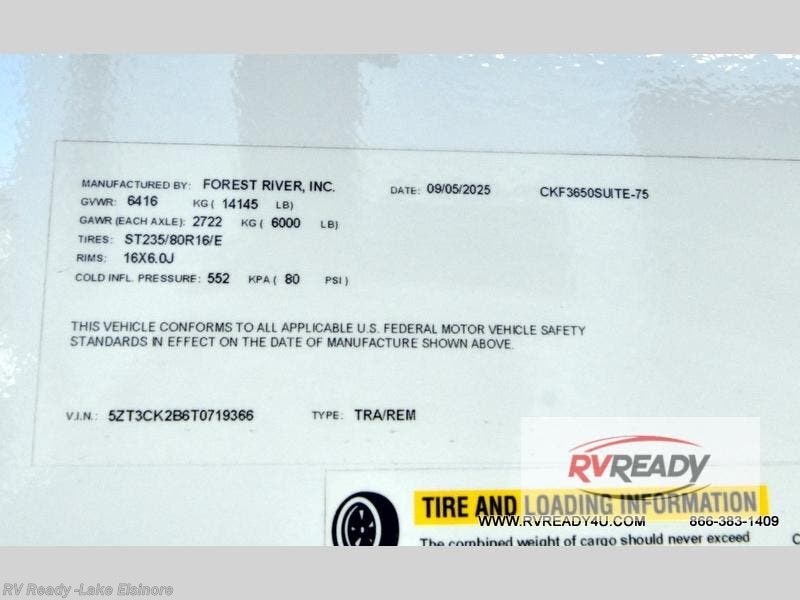 MANUFACTURED BY: FOREST RIVER, INC. DATE: 09/05/2025 CKF3650SUITE-75
GVWR: 6416 KG ( 14145 LB)
GAWR (EACH AXLE): 2722 KG ( 6000 LB)
TIRES: ST235/80R16/E
RIMS: 16X6.0J
COLD INFL. PRESSURE: 552 KPA ( 80 PSI )
THIS VEHICLE CONFORMS TO ALL APPLICABLE U.S. FEDERAL MOTOR VEHICLE SAFETY
STANDARDS IN EFFECT ON THE DATE OF MANUFACTURE SHOWN ABOVE.
V.I.N.: 5ZT3CK2B6T0719366 TYPE: TRA/REM
RVREADY
TIRE AND LOADING INFORMATION
WWW.RVREADY4U.COM 866-383-1409
The combined weight of cargo should never exceed
RV Ready -Lake Elsinore